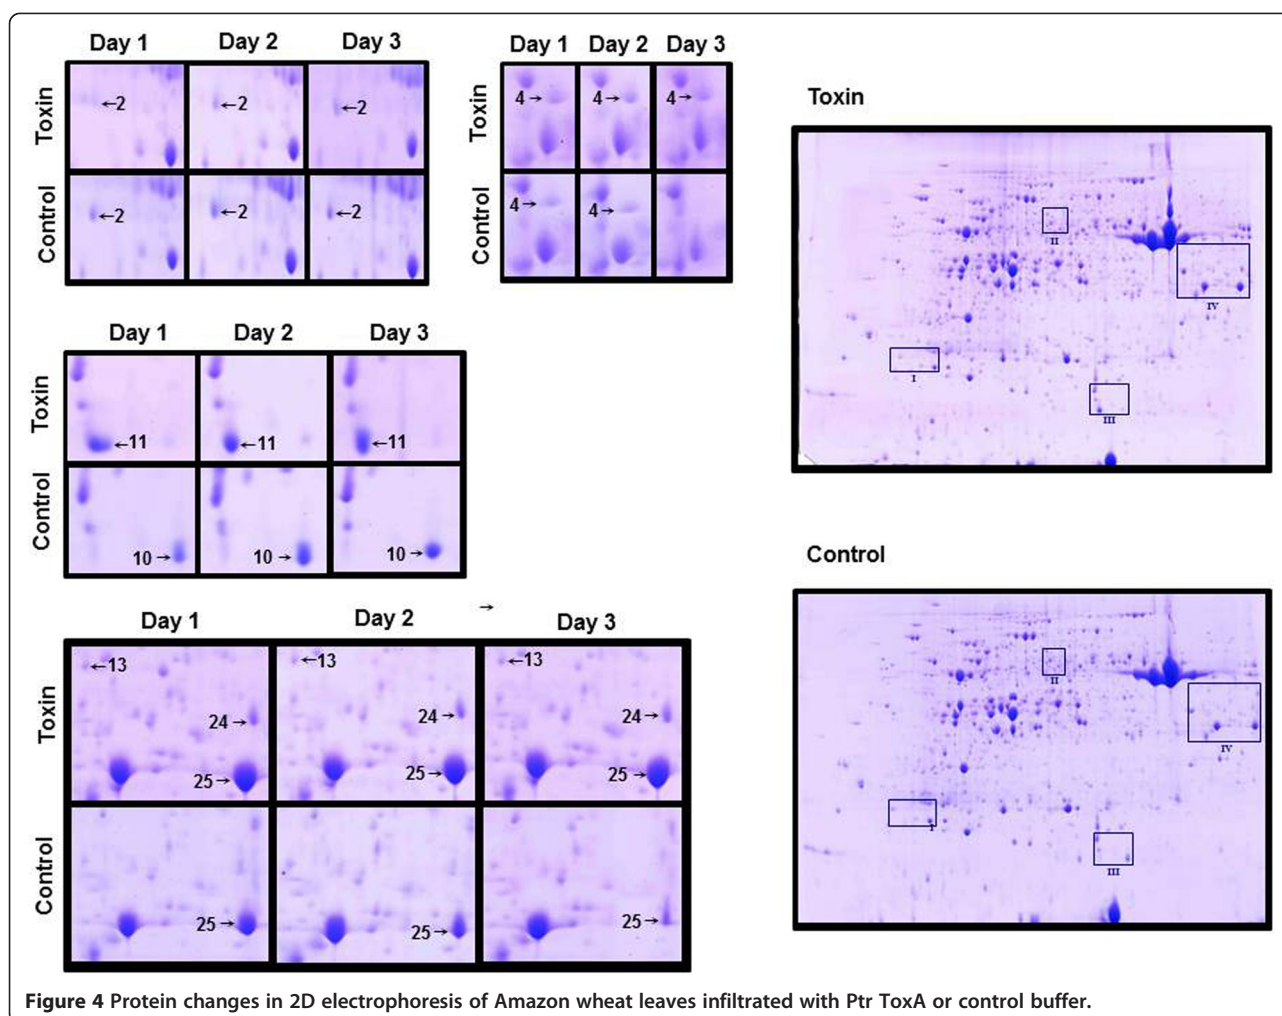 Day 1 Day 2 Day 3
Toxin ←2 ←2 ←2
Control ←2 ←2 ←2
Day 1 Day 2 Day 3
Toxin 4→ 4→ 4→
Control 4→ 4→
Day 1 Day 2 Day 3
Toxin ←11 ←11 ←11
Control 10→ 10→ 10→
→
Day 1 Day 2 Day 3
Toxin ←13 ←13 ←13
24→ 24→ 24→
25→ 25→ 25→
Control 25→ 25→ 25→
Toxin
II
IV
I
III
Control
II
IV
I
III
Figure 4 Protein changes in 2D electrophoresis of Amazon wheat leaves infiltrated with Ptr ToxA or control buffer.